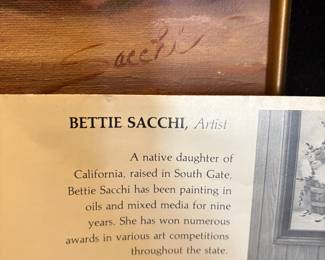 Sacchi
BETTIE SACCHI, Artist
A native daughter of
California, raised in South Gate,
Bettie Sacchi has been painting in
oils and mixed media for nine
years. She has won numerous
awards in various art competitions
throughout the state.